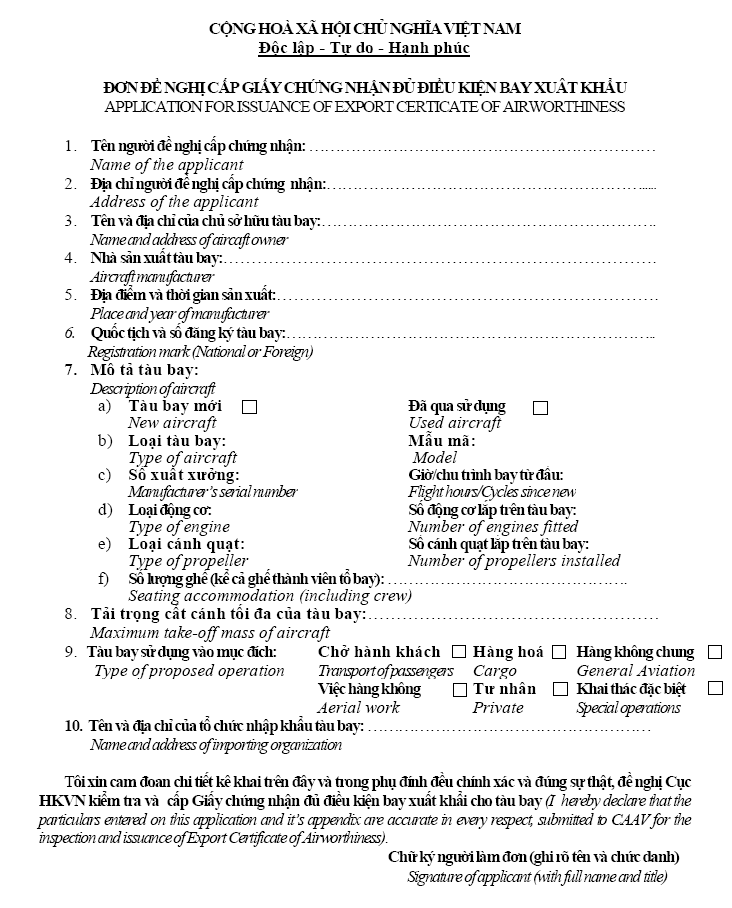 CỘNG HOÀ XÃ HỘI CHỦ NGHĨA VIỆT NAM
Độc lập - Tự do - Hạnh phúc
ĐƠN ĐỀ NGHỊ CẤP GIẤY CHỨNG NHẬN ĐỦ ĐIỀU KIỆN BAY XUẤT KHẨU
APPLICATION FOR ISSUANCE OF EXPORT CERTICATE OF AIRWORTHINESS
1. Tên người đề nghị cấp chứng nhận: ……………………………………………………
Name of the applicant
2. Địa chỉ người đề nghị cấp chứng nhận:……………………………………………….....
Address of the applicant
3. Tên và địa chỉ của chủ sở hữu tàu bay:……………………………………………….
Name and address of aircaft owner
4. Nhà sản xuất tàu bay:……………………………………………………………
Aircraft manufacturer
5. Địa điểm và thời gian sản xuất:……………………………………………………
Place and year of manufacturer
6. Quốc tịch và số đăng ký tàu bay:…………………………………………………..
Registration mark (National or Foreign)
7. Mô tả tàu bay:
Description of aircraft
a) Tàu bay mới ☐ Đã qua sử dụng ☐
New aircraft Used aircraft
b) Loại tàu bay: Mẫu mã:
Type of aircraft Model
c) Số xuất xưởng: Giờ/chu trình bay từ đầu:
Manufacturer's serial number Flight hours/Cycles since new
d) Loại động cơ: Số động cơ lắp trên tàu bay:
Type of engine Number of engines fitted
e) Loại cánh quạt: Số cánh quạt lắp trên tàu bay:
Type of propeller Number of propellers installed
f) Số lượng ghế (kể cả ghế thành viên tổ bay): ……………………………………….
Seating accommodation (including crew)
8. Tải trọng cất cánh tối đa của tàu bay:………………………………………
Maximum take-off mass of aircraft
9. Tàu bay sử dụng vào mục đích: Chở hành khách ☐ Hàng hoá ☐ Hàng không chung ☐
Type of proposed operation Transport of passengers Cargo General Aviation
Việc hàng không ☐ Tư nhân ☐ Khai thác đặc biệt ☐
Aerial work Private Special operations
10. Tên và địa chỉ của tổ chức nhập khẩu tàu bay: ……………………………………………
Name and address of importing organization
Tôi xin cam đoan chi tiết kê khai trên đây và trong phụ đính đều chính xác và đúng sự thật, đề nghị Cục
HKVN kiểm tra và cấp Giấy chứng nhận đủ điều kiện bay xuất khẩi cho tàu bay (I hereby declare that the
particulars entered on this application and it's appendix are accurate in every respect, submitted to CAAV for the
inspection and issuance of Export Certificate of Airworthiness).
Chữ ký người làm đơn (ghi rõ tên và chức danh)
Signature of applicant (with full name and title)